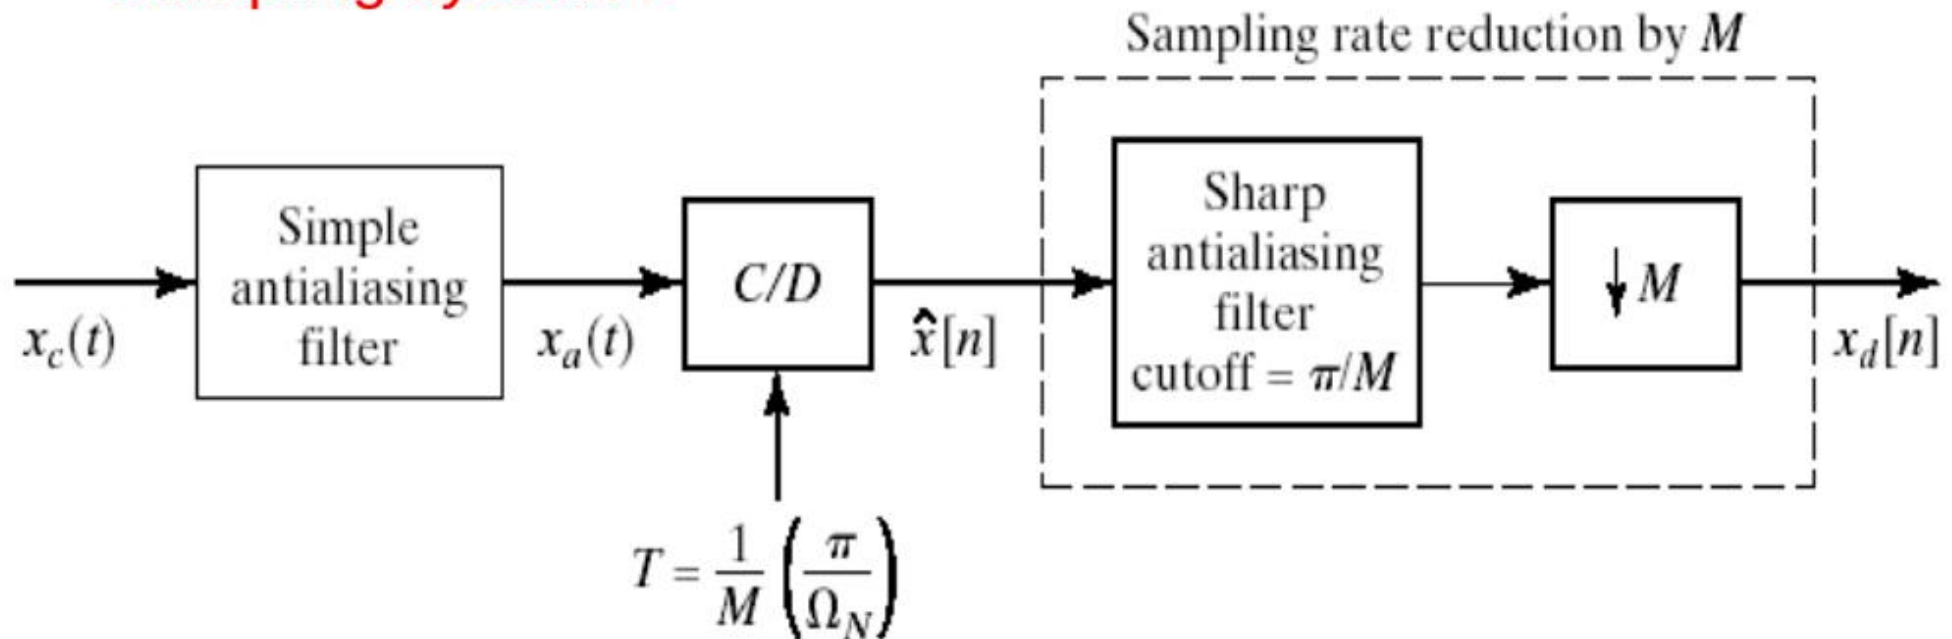 Sampling rate reduction by M
Simple
antialiasing
filter
C/D
Sharp
antialiasing
filter
cutoff = π/M
↓ M
x_c(t)
x_a(t)
x̂[n]
x_d[n]
T = 1/M (π/Ω_N)